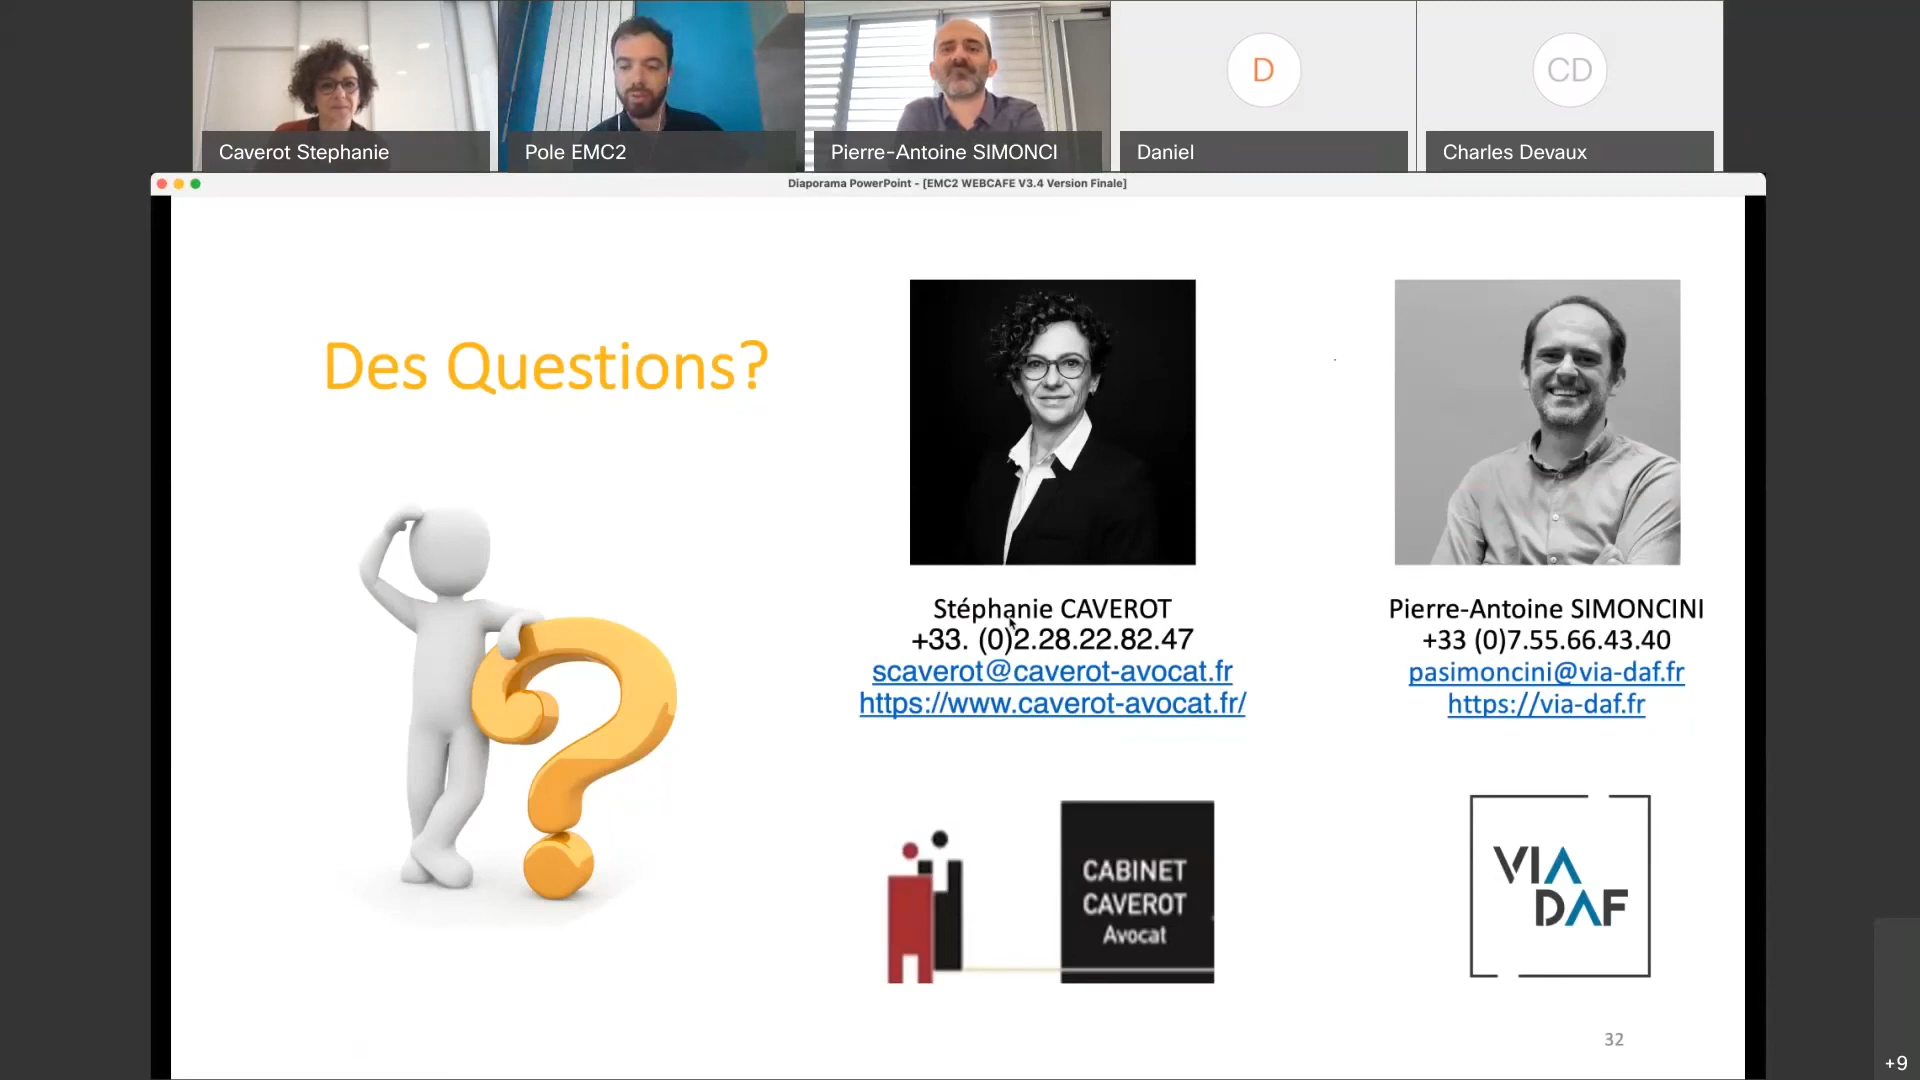 Caverot Stephanie
Pole EMC2
Pierre-Antoine SIMONCI
D
Daniel
CD
Charles Devaux
Diaporama PowerPoint - [EMC2 WEBCAFE V3.4 Version Finale]
Des Questions?
Stéphanie CAVEROT
+33. (0)2.28.22.82.47
scaverot@caverot-avocat.fr
https://www.caverot-avocat.fr/
Pierre-Antoine SIMONCINI
+33 (0)7.55.66.43.40
pasimoncini@via-daf.fr
https://via-daf.fr
CABINET
CAVEROT
Avocat
VIA
DAF
32
+9